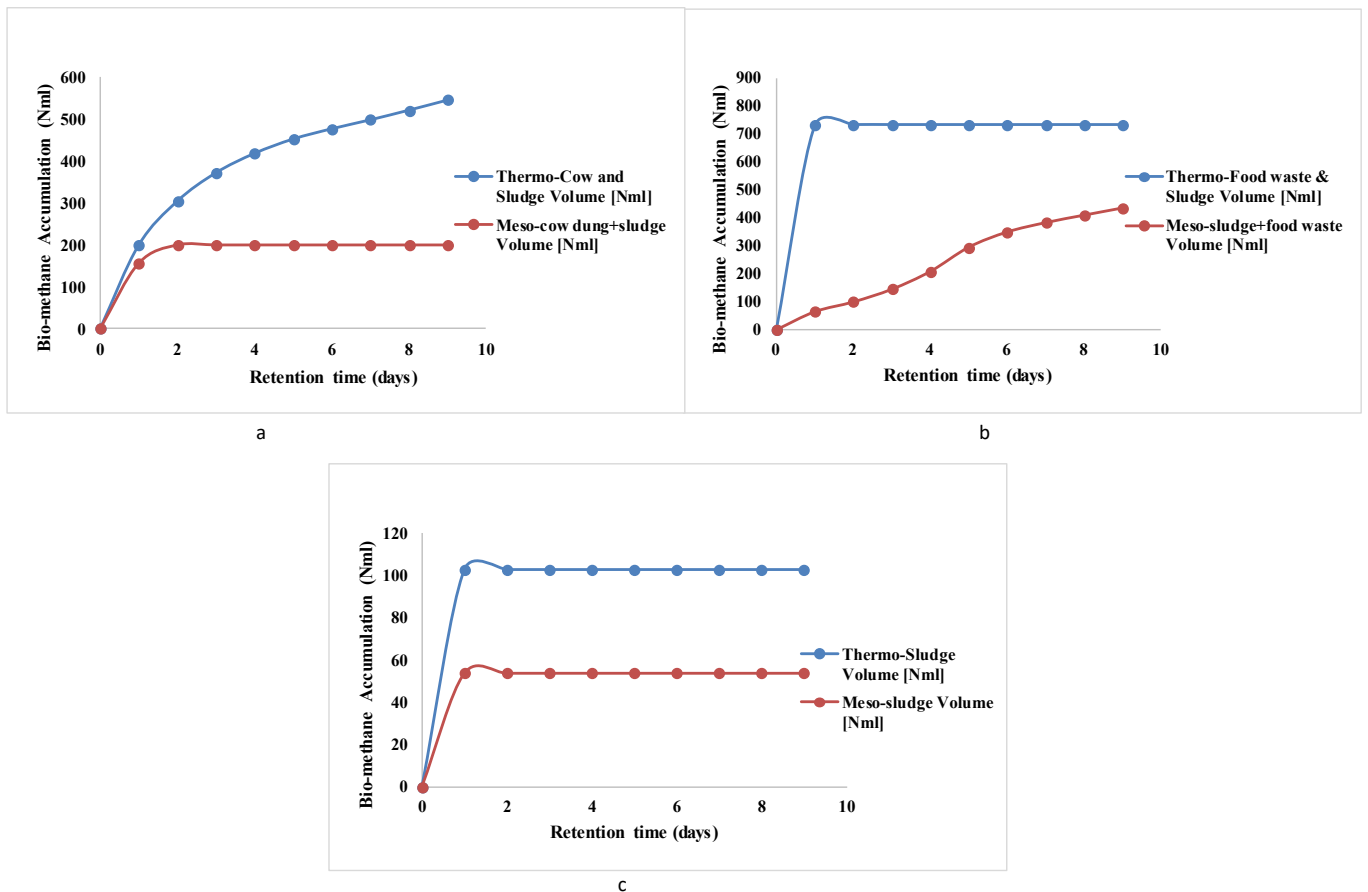 600
500
400
300
200
100
0
Bio-methane Accumulation (Nml)
0 2 4 6 8 10
Retention time (days)
Thermo-Cow and
Sludge Volume [Nml]
Meso-cow dung+sludge
Volume [Nml]
a
900
800
700
600
500
400
300
200
100
0
Bio-methane Accumulation (Nml)
0 2 4 6 8 10
Retention time (days)
Thermo-Food waste &
Sludge Volume [Nml]
Meso-sludge+food waste
Volume [Nml]
b
120
100
80
60
40
20
0
Bio-methane Accumulation (Nml)
0 2 4 6 8 10
Retention time (days)
Thermo-Sludge
Volume [Nml]
Meso-sludge Volume
[Nml]
c